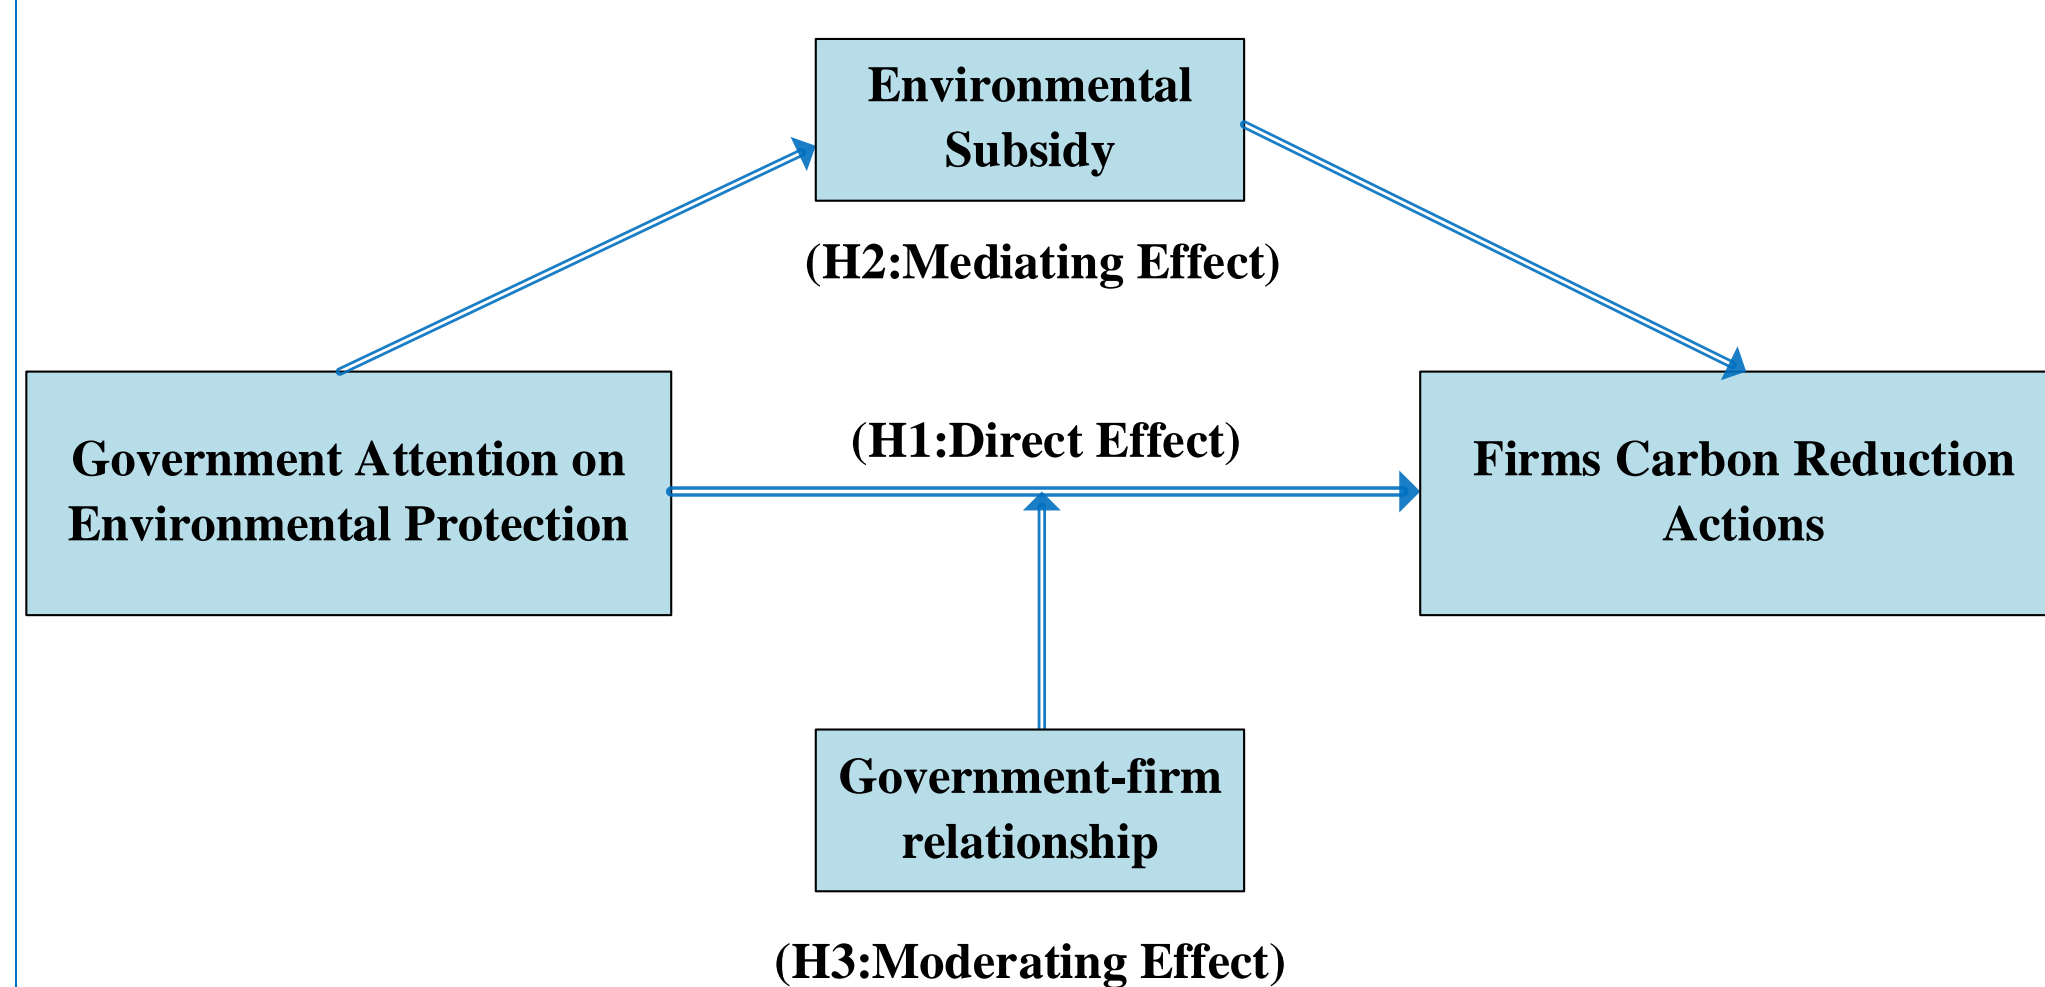 Environmental
Subsidy
(H2:Mediating Effect)
Government Attention on
Environmental Protection
(H1:Direct Effect)
Firms Carbon Reduction
Actions
Government-firm
relationship
(H3:Moderating Effect)